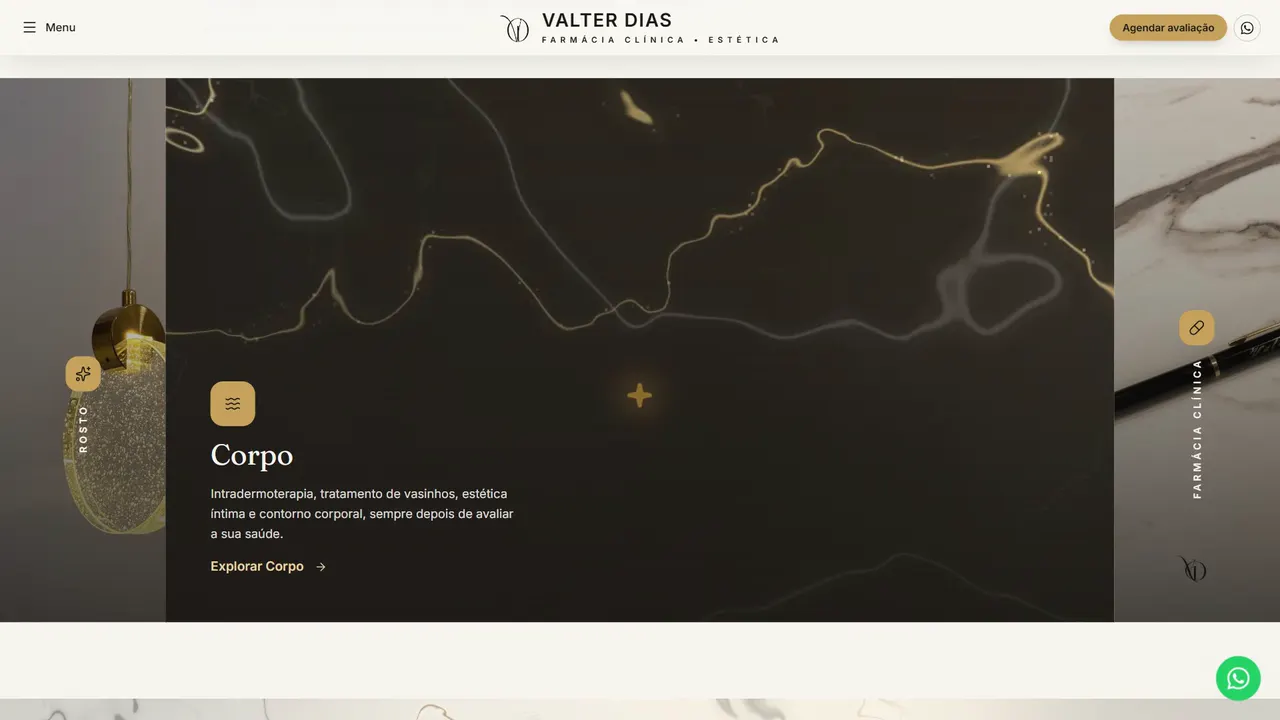 Menu
VALTER DIAS
FARMÁCIA CLÍNICA • ESTÉTICA
Agendar avaliação
ROSTO
Corpo
Intradermoterapia, tratamento de vasinhos, estética
íntima e contorno corporal, sempre depois de avaliar
a sua saúde.
Explorar Corpo
FARMÁCIA CLÍNICA